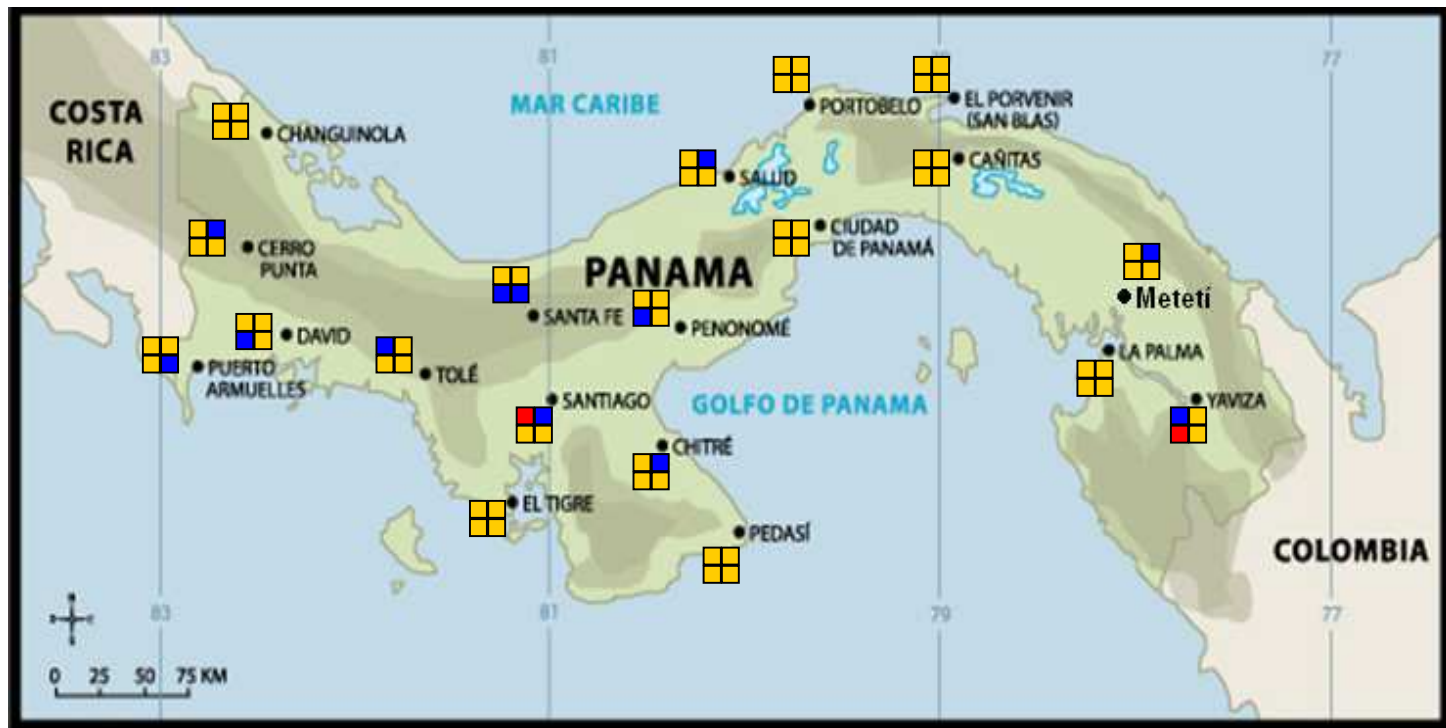 83
81
79
77
COSTA
RICA
MAR CARIBE
CHANGUINOLA
PORTOBELO
EL PORVENIR
(SAN BLAS)
SALUD
CAÑITAS
CERRO
PUNTA
CIUDAD
DE PANAMÁ
PANAMA
Metetí
SANTA FE
PENONOMÉ
DAVID
LA PALMA
PUERTO
ARMUELLES
TOLÉ
SANTIAGO
GOLFO DE PANAMA
YAVIZA
CHITRÉ
EL TIGRE
PEDASÍ
COLOMBIA
83
81
79
77
0 25 50 75 KM